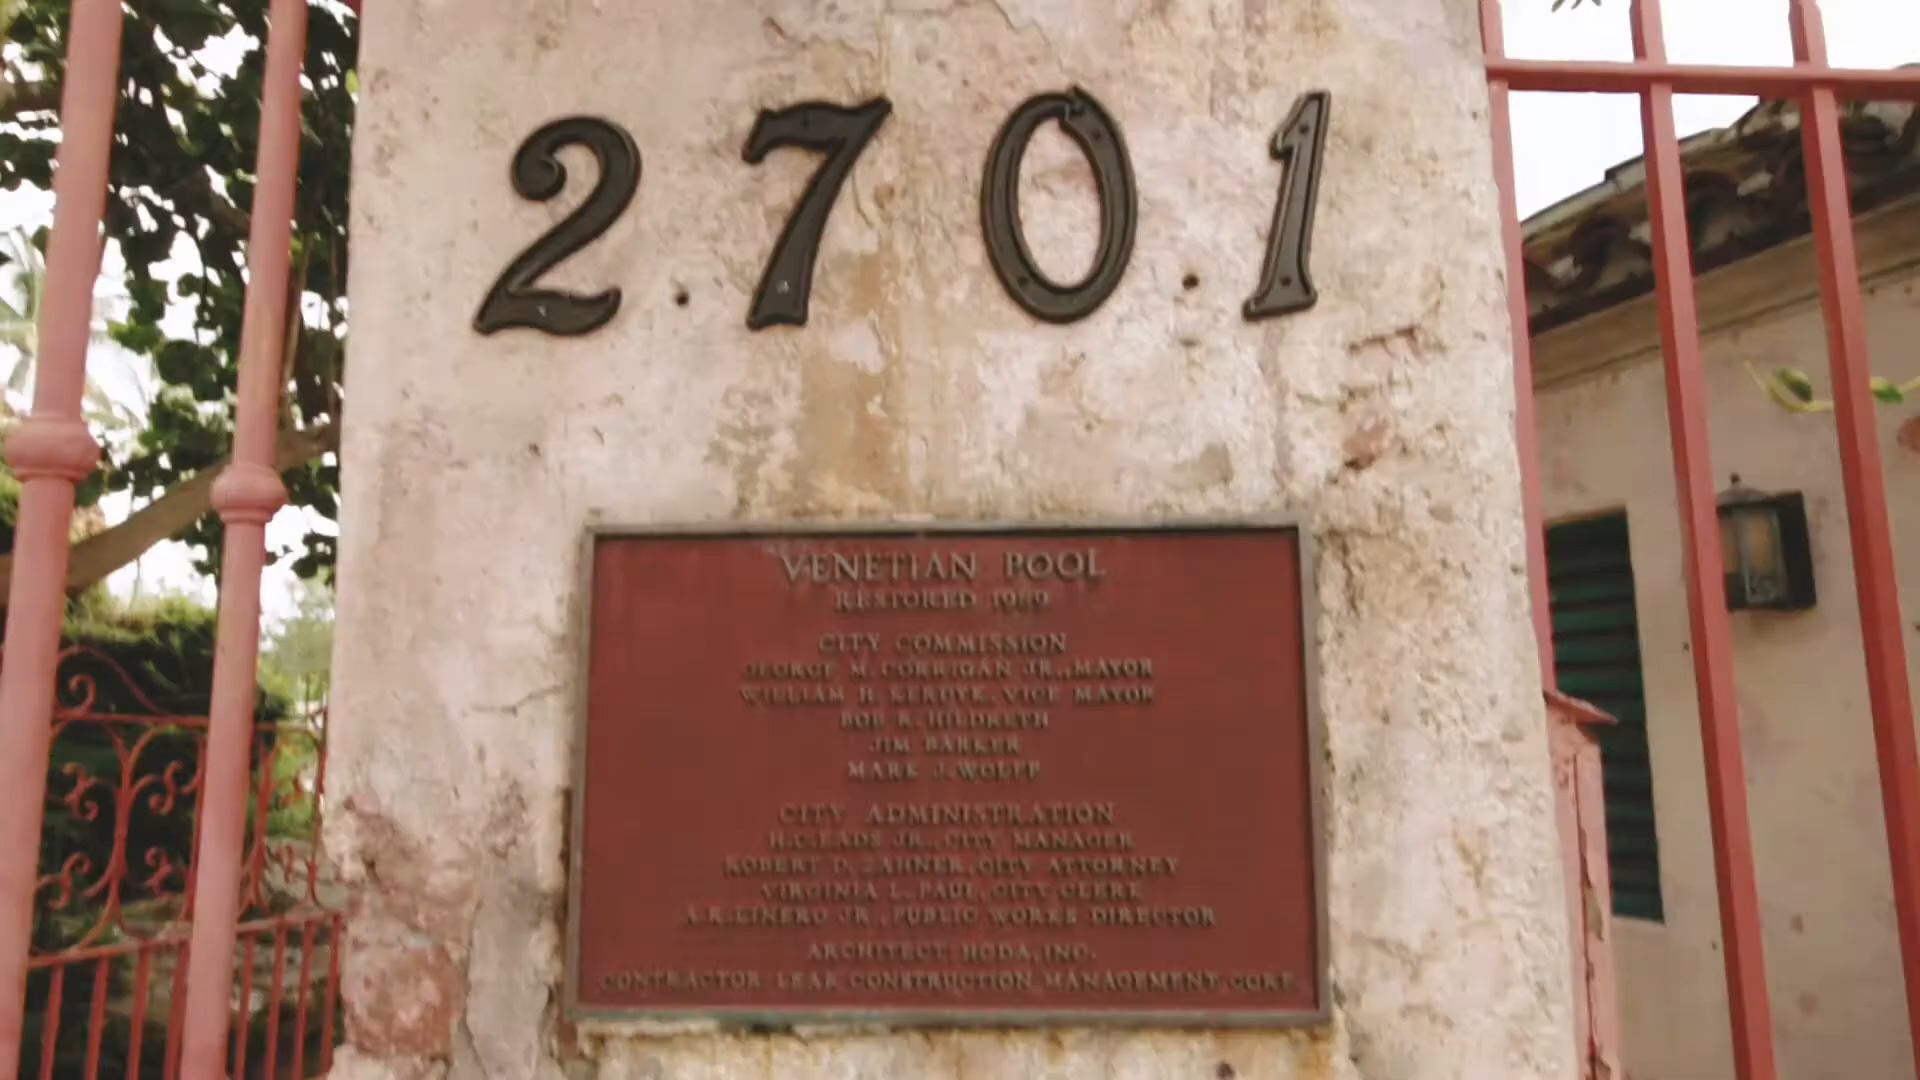 2701
VENETIAN POOL
RESTORED 1989
CITY COMMISSION
GEORGE M. CORRIGAN JR., MAYOR
WILLIAM H. KERDYK, VICE MAYOR
BOB R. HILDRETH
JIM BARKER
MARK J. WOLFF
CITY ADMINISTRATION
H.C. EADS JR., CITY MANAGER
ROBERT D. ZAHNER, CITY ATTORNEY
VIRGINIA L. PAUL, CITY CLERK
A.R. LINERO JR., PUBLIC WORKS DIRECTOR
ARCHITECT HODA, INC.
CONTRACTOR CONSTRUCTION MANAGEMENT CORP.